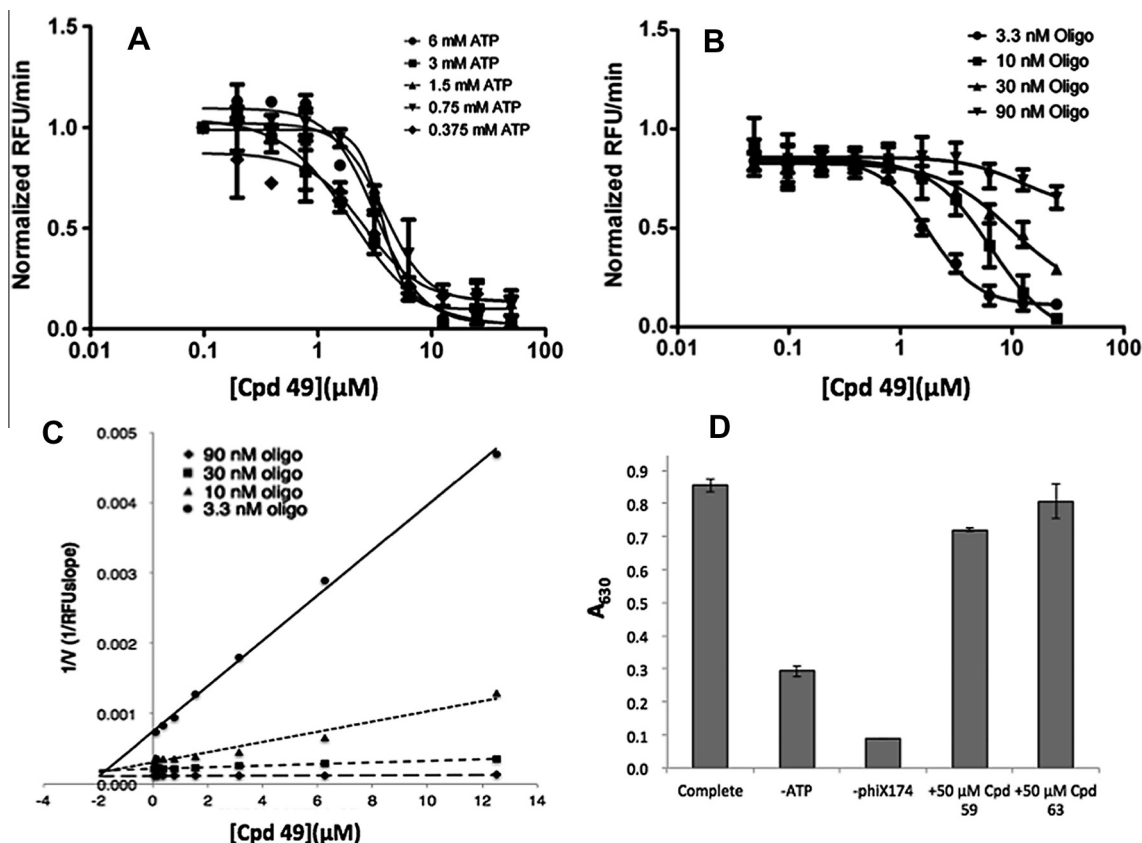 A
1.5
1.0
0.5
0.0
Normalized RFU/min
6 mM ATP
3 mM ATP
1.5 mM ATP
0.75 mM ATP
0.375 mM ATP
0.01
0.1
1
10
100
[Cpd 49](µM)
B
1.5
1.0
0.5
0.0
Normalized RFU/min
3.3 nM Oligo
10 nM Oligo
30 nM Oligo
90 nM Oligo
0.01
0.1
1
10
100
[Cpd 49](µM)
C
0.005
0.004
0.003
0.002
0.001
0.000
1/V (1/RFUslope)
90 nM oligo
30 nM oligo
10 nM oligo
3.3 nM oligo
-4
-2
0
2
4
6
8
10
12
14
[Cpd 49](µM)
D
0.9
0.8
0.7
0.6
0.5
0.4
0.3
0.2
0.1
0.0
A630
Complete
-ATP
-phiX174
+50 µM Cpd
59
+50 µM Cpd
63